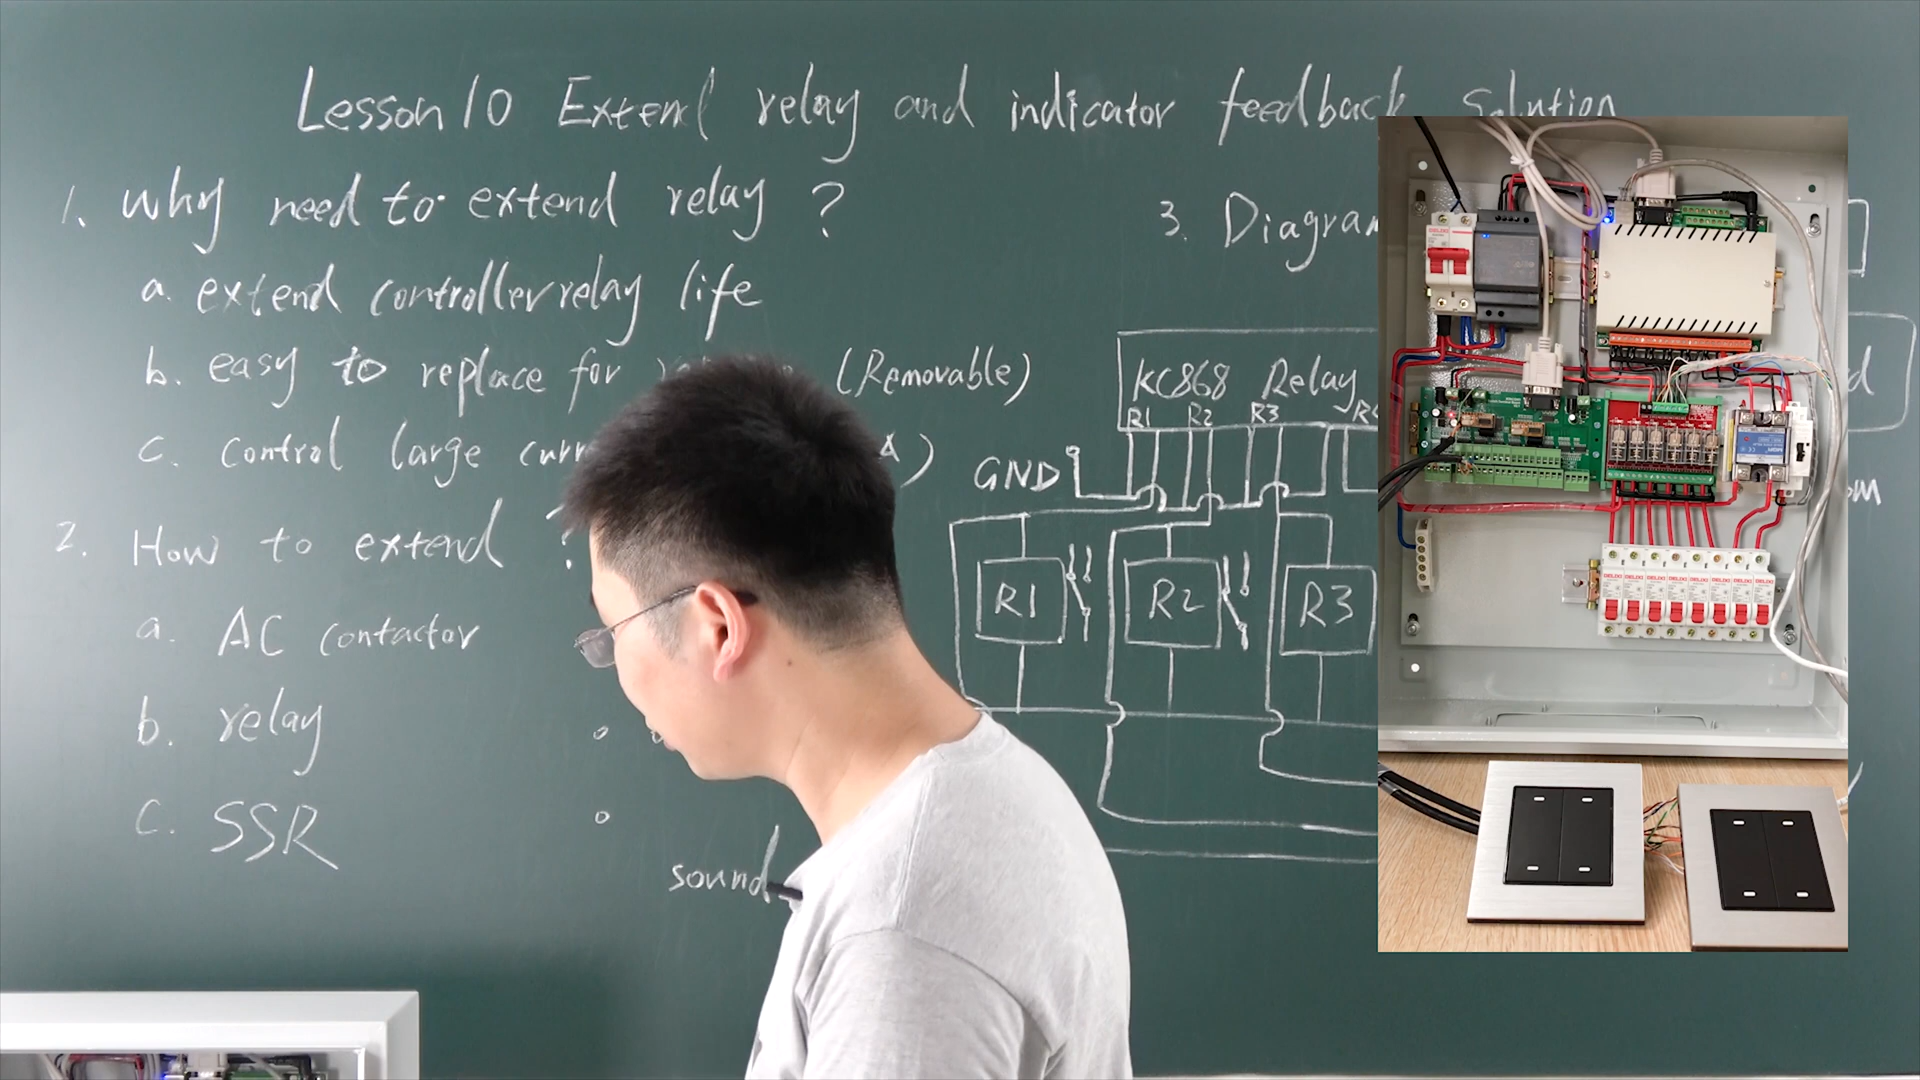 Lesson 10 Extend relay and indicator feedback Solution
1. Why need to extend relay ?
a. extend controller relay life
b. easy to replace for (Removable)
c. control large
2. How to extend ?
a. AC contactor
b. relay
c. SSR
sound
3. Diagram
KC868 Relay
R1 R2 R3
GND
R1 R2 R3